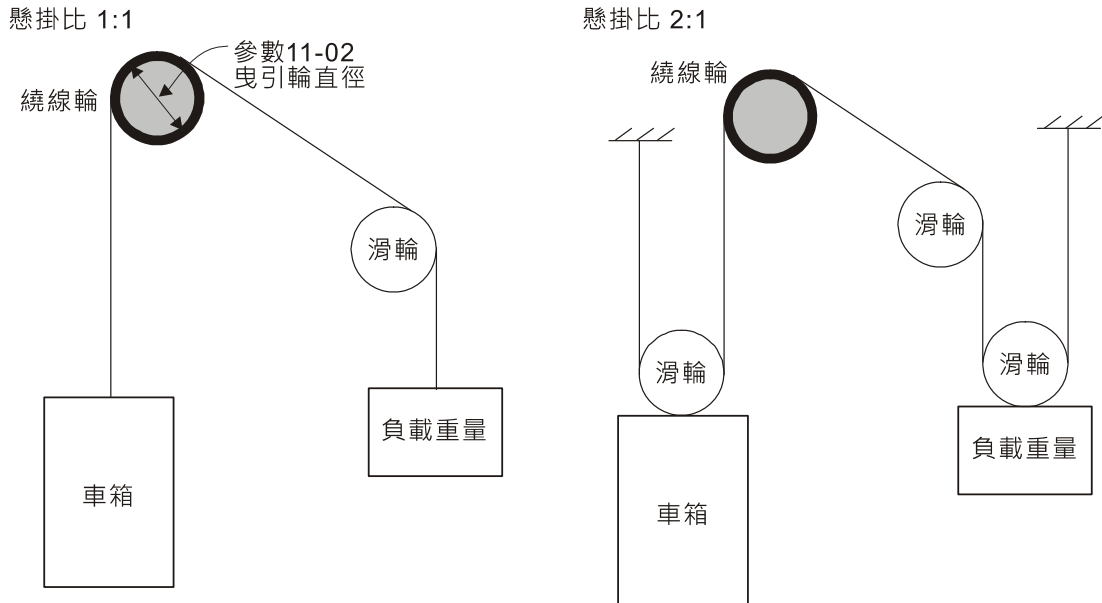 懸掛比 1:1
參數11-02
曳引輪直徑
繞線輪
滑輪
負載重量
車箱
懸掛比 2:1
繞線輪
滑輪
滑輪
滑輪
負載重量
車箱